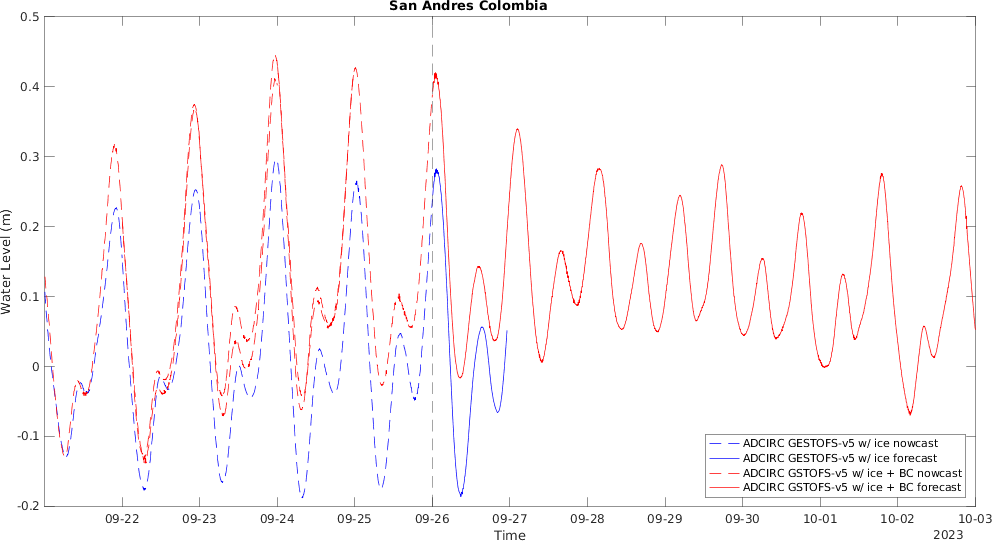 San Andres Colombia
Water Level (m)
0.5
0.4
0.3
0.2
0.1
0
-0.1
-0.2
ADCIRC GESTOFS-v5 w/ ice nowcast
ADCIRC GESTOFS-v5 w/ ice forecast
ADCIRC GSTOFS-v5 w/ ice + BC nowcast
ADCIRC GSTOFS-v5 w/ ice + BC forecast
09-22 09-23 09-24 09-25 09-26 09-27 09-28 09-29 09-30 10-01 10-02 10-03
Time
2023